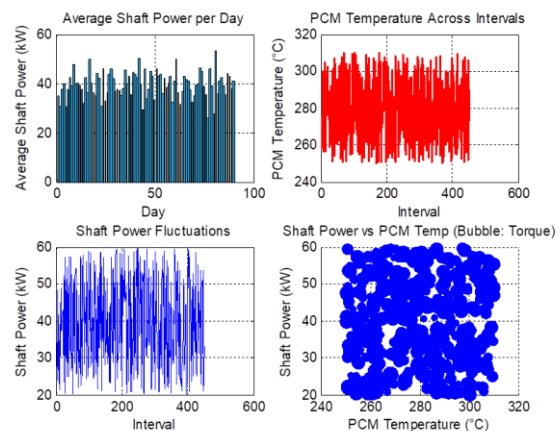 Average Shaft Power per Day
Average Shaft Power (kW)
60
40
20
0
0
50
100
Day
PCM Temperature Across Intervals
PCM Temperature (°C)
320
300
280
260
240
0
200
400
600
Interval
Shaft Power Fluctuations
Shaft Power (kW)
60
50
40
30
20
0
200
400
600
Interval
Shaft Power vs PCM Temp (Bubble: Torque)
Shaft Power (kW)
60
50
40
30
20
240
260
280
300
320
PCM Temperature (°C)